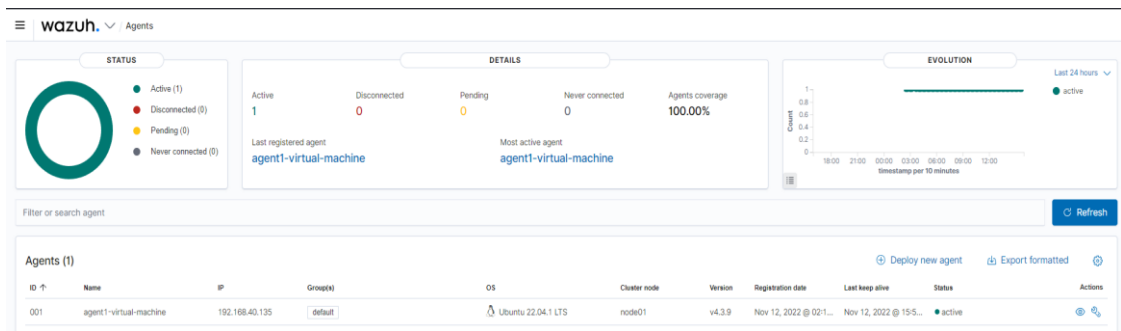 wazuh. / Agents
STATUS
Active (1)
Disconnected (0)
Pending (0)
Never connected (0)
DETAILS
Active Disconnected Pending Never connected Agents coverage
1 0 0 0 100.00%
Last registered agent Most active agent
agent1-virtual-machine agent1-virtual-machine
EVOLUTION
Last 24 hours
active
Count
1
0.8
0.6
0.4
0.2
0
18:00 21:00 00:00 03:00 06:00 09:00 12:00
timestamp per 10 minutes
Filter or search agent
Refresh
Agents (1) Deploy new agent Export formatted
ID Name IP Group(s) OS Cluster node Version Registration date Last keep alive Status Actions
001 agent1-virtual-machine 192.168.40.135 default Ubuntu 22.04.1 LTS node01 v4.3.9 Nov 12, 2022 @ 02:1... Nov 12, 2022 @ 15:5... active